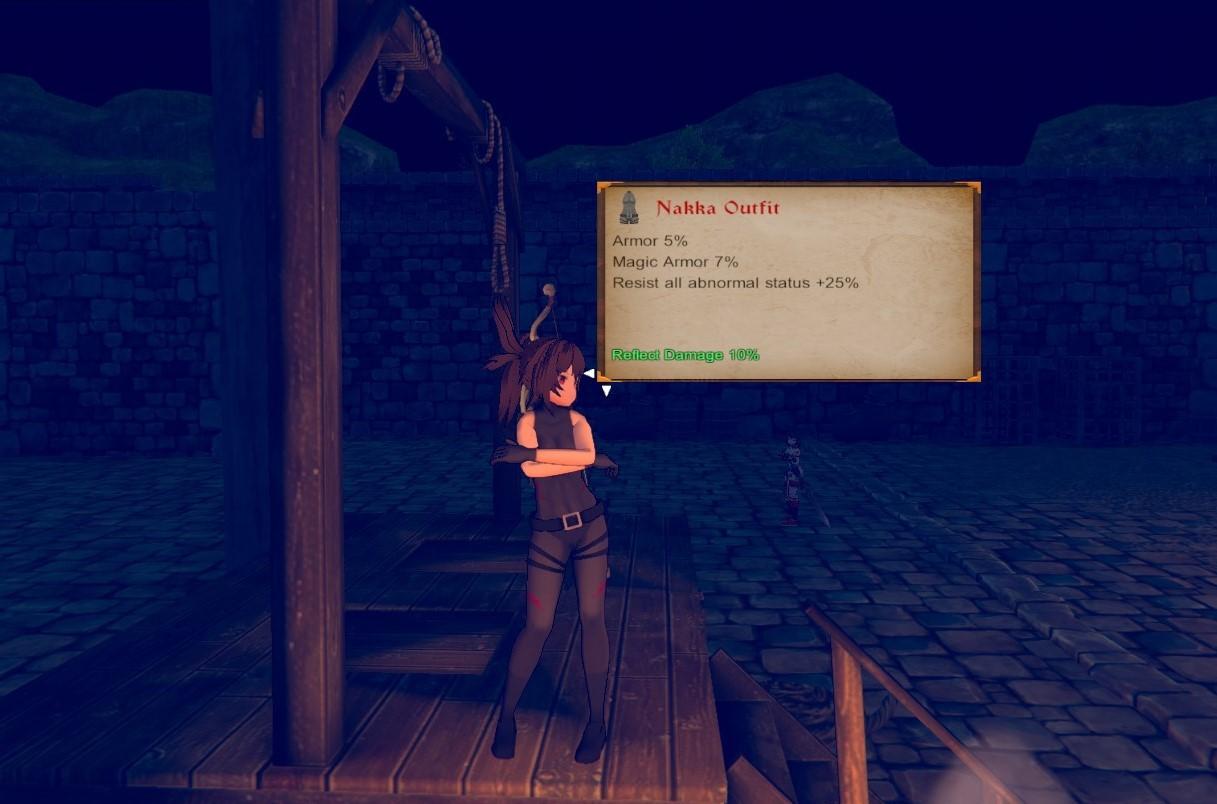 Nakka Outfit
Armor 5%
Magic Armor 7%
Resist all abnormal status +25%
Reflect Damage 10%